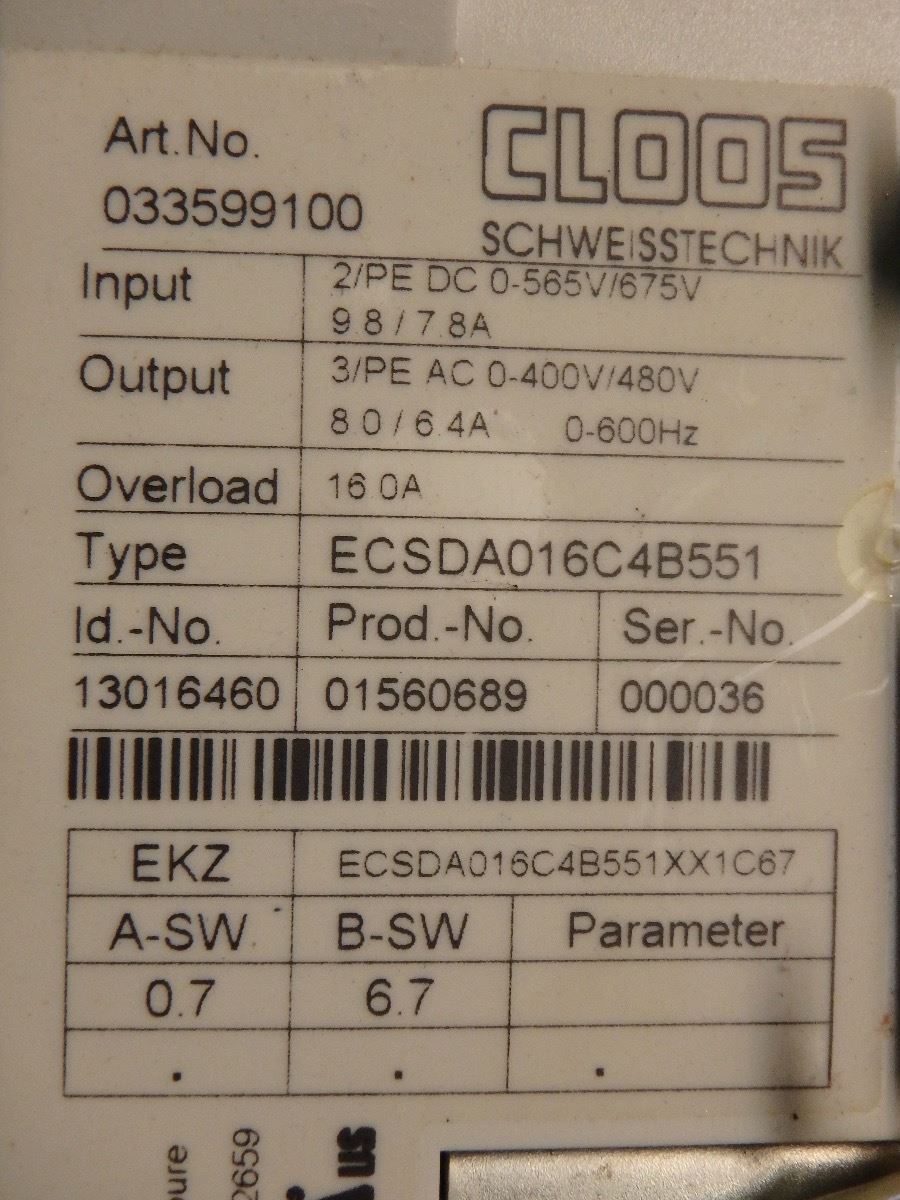 Art.No.
033599100
CLOOS
SCHWEISSTECHNIK
Input 2/PE DC 0-565V/675V
9.8 / 7.8A
Output 3/PE AC 0-400V/480V
8.0 / 6.4A 0-600Hz
Overload 16.0A
Type ECSDA016C4B551
Id.-No. Prod.-No. Ser.-No.
13016460 01560689 000036
EKZ ECSDA016C4B551XX1C67
A-SW B-SW Parameter
0.7 6.7
. . .
2659
us